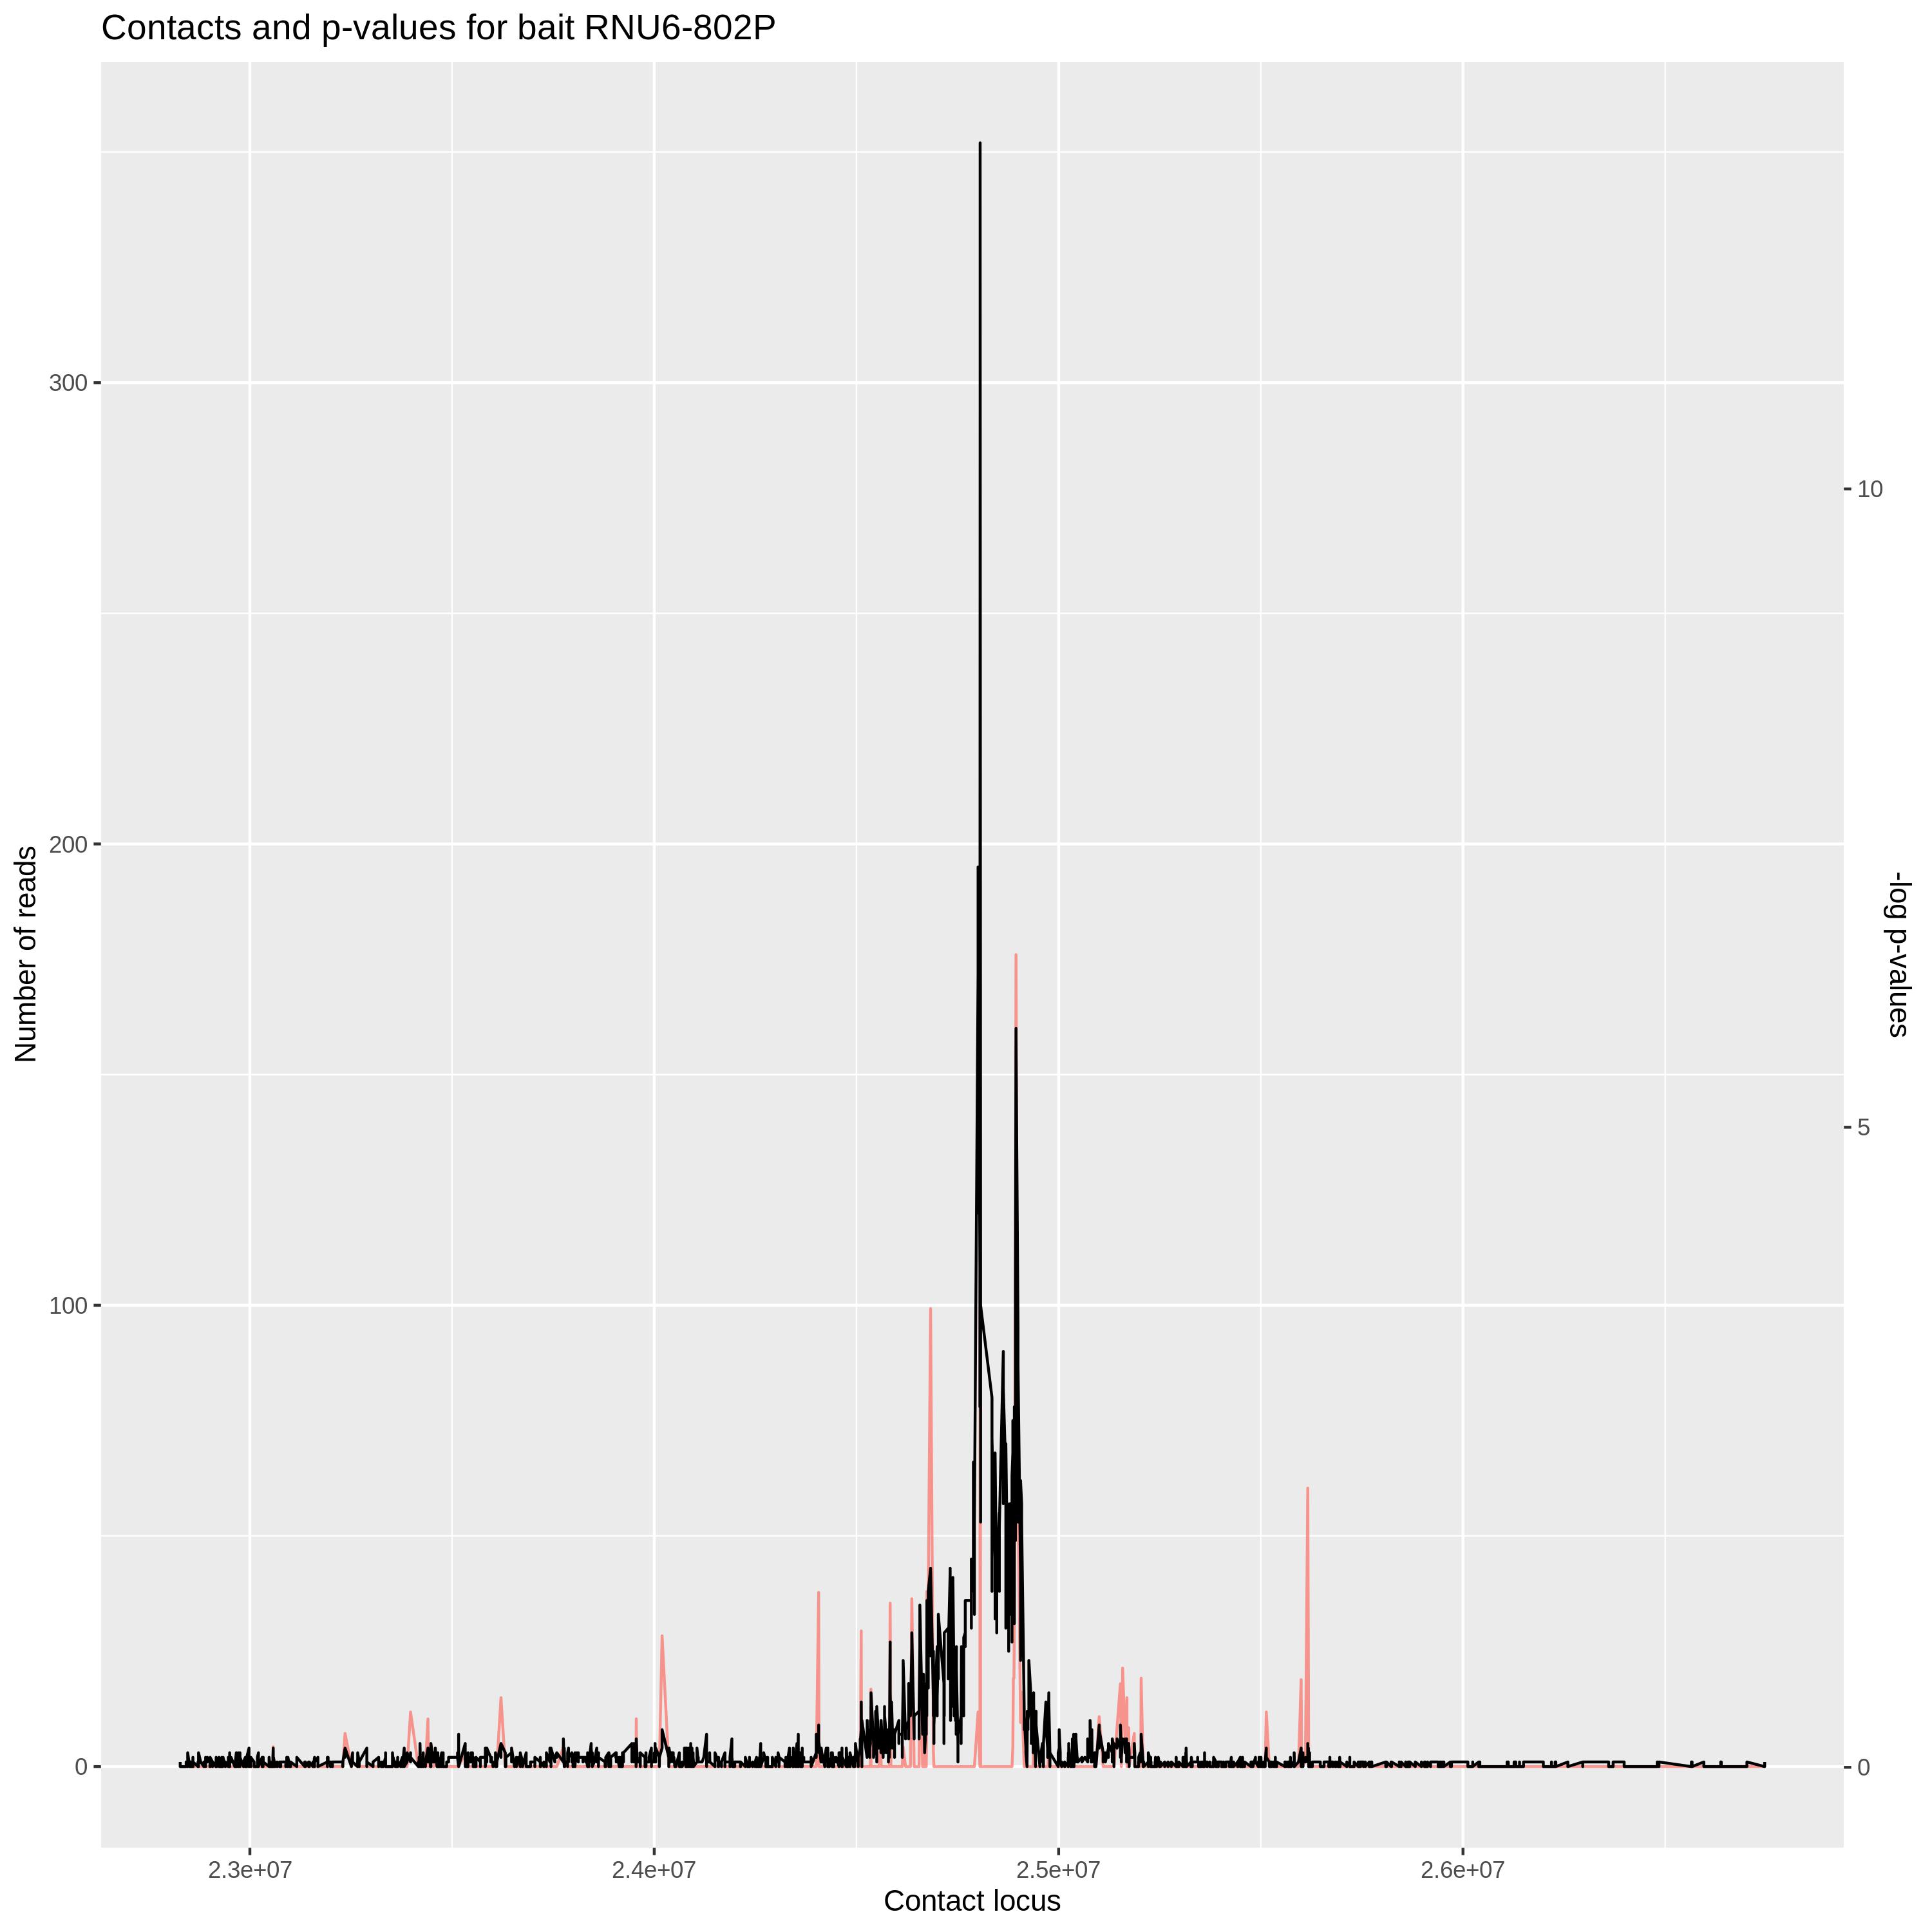 Contacts and p-values for bait RNU6-802P
Number of reads
300
200
100
0
10
5
0
-log p-values
2.3e+07
2.4e+07
2.5e+07
2.6e+07
Contact locus